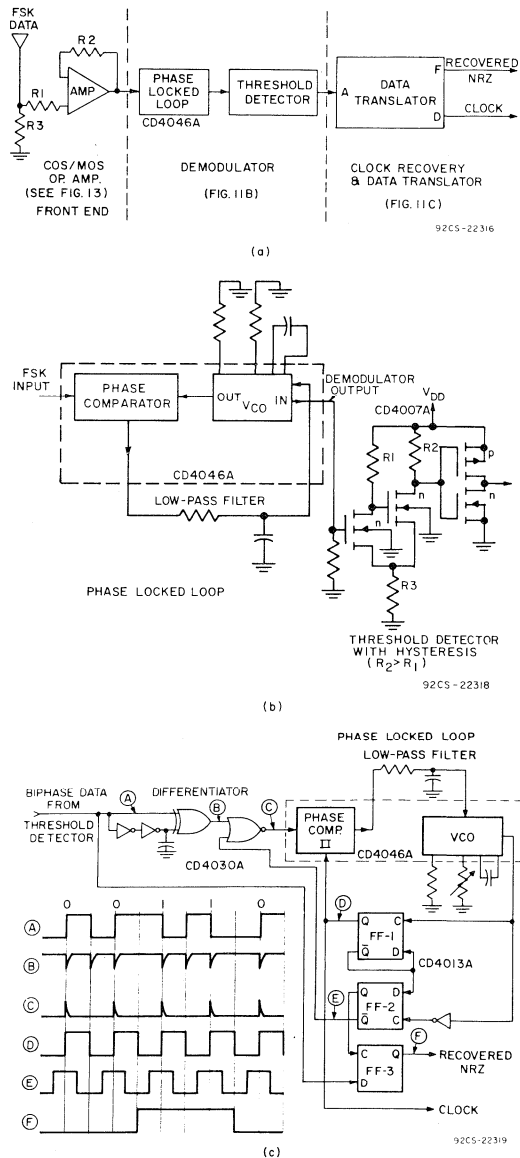 FSK
DATA
R2
R1
AMP
R3
COS/MOS
OP. AMP.
(SEE FIG. 13)
FRONT END
PHASE
LOCKED
LOOP
CD4046A
THRESHOLD
DETECTOR
DEMODULATOR
(FIG. 11B)
A
DATA
TRANSLATOR
F
D
RECOVERED
NRZ
CLOCK
CLOCK RECOVERY
& DATA TRANSLATOR
(FIG. 11C)
92CS-22316
(a)
FSK
INPUT
PHASE
COMPARATOR
OUT VCO IN
DEMODULATOR
OUTPUT
CD4046A
LOW-PASS FILTER
VDD
CD4007A
R1
R2
p
n
n
n
R3
PHASE LOCKED LOOP
THRESHOLD DETECTOR
WITH HYSTERESIS
(R2>R1)
92CS-22318
(b)
PHASE LOCKED LOOP
LOW-PASS FILTER
BIPHASE DATA
FROM
THRESHOLD
DETECTOR
DIFFERENTIATOR
A
B
C
CD4030A
PHASE
COMP.
II
VCO
CD4046A
D
Q C
FF-1
Q D
CD4013A
Q D
FF-2
Q C
E
C Q
FF-3
D
F
RECOVERED
NRZ
CLOCK
0 0 1 1 1 0
A
B
C
D
E
F
92CS-22319
(c)